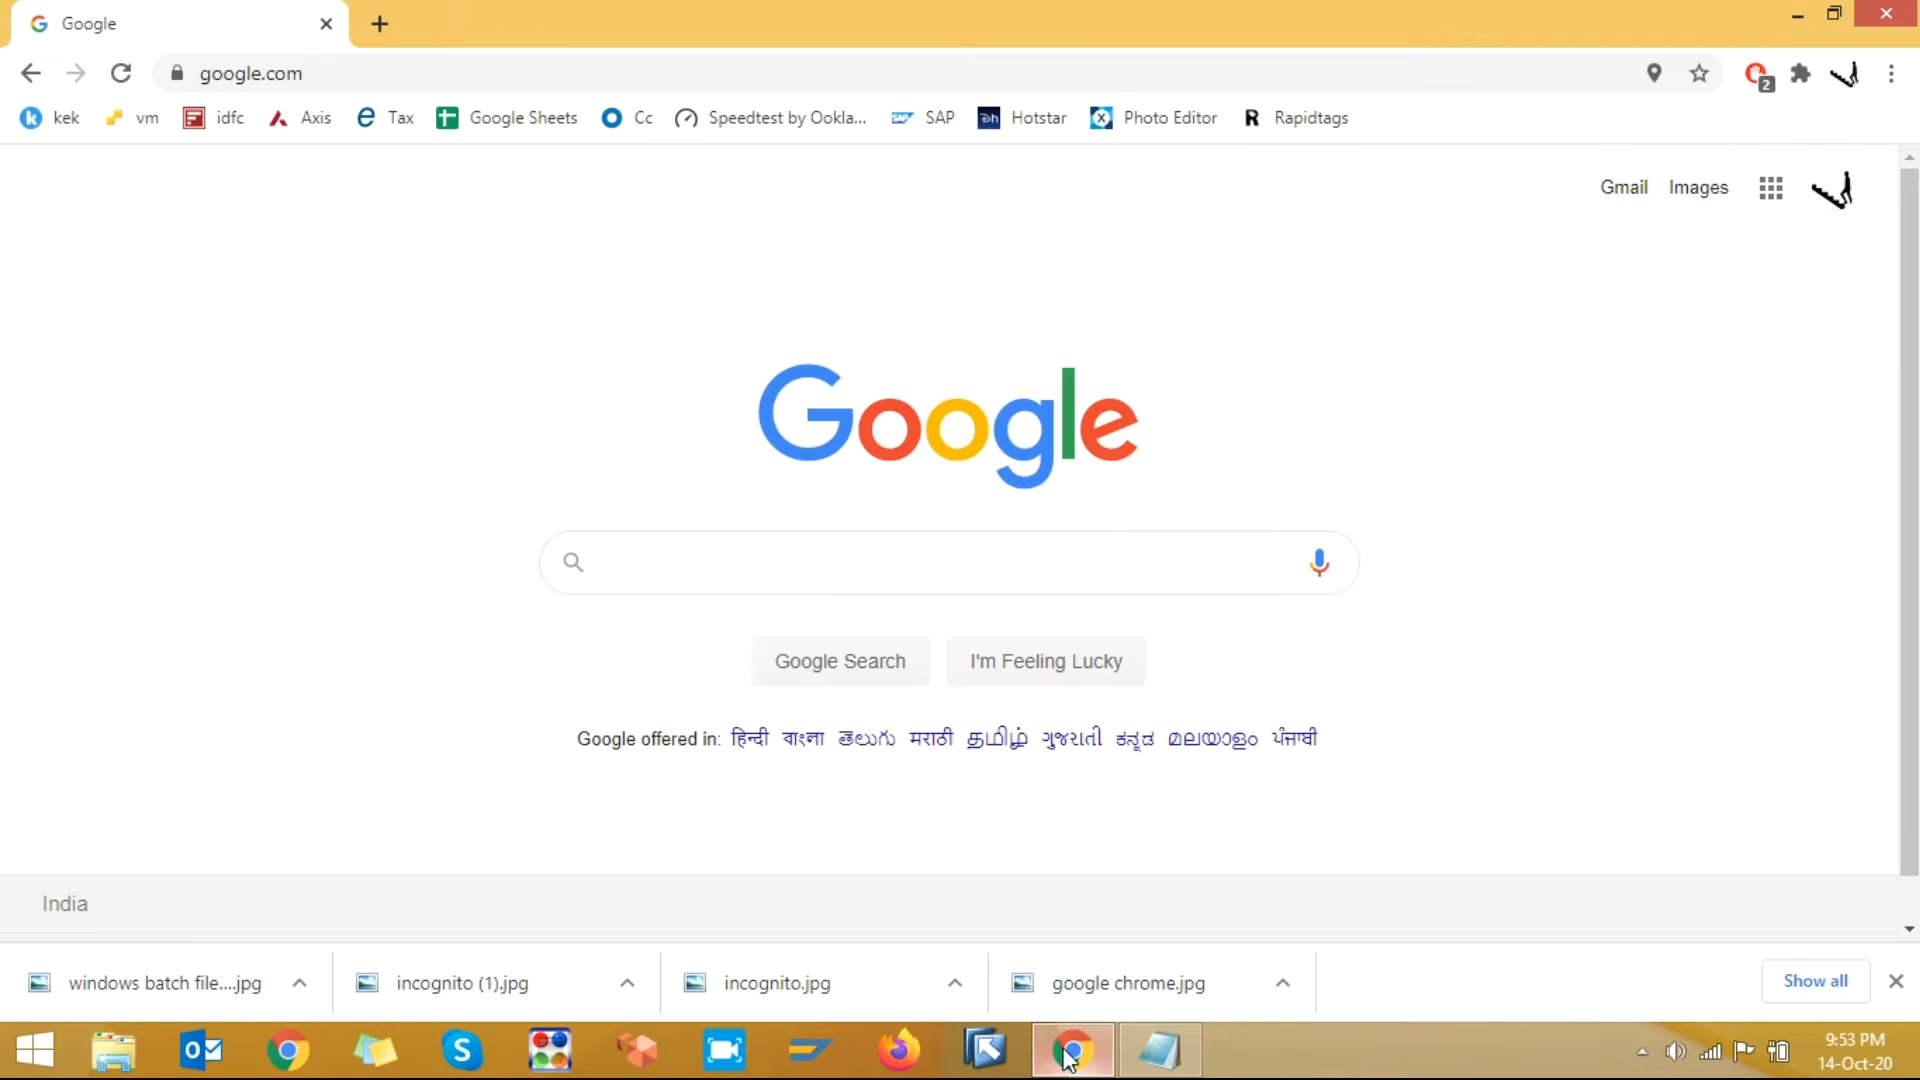 Google
google.com
2
kek vm idfc Axis Tax Google Sheets Cc Speedtest by Ookla... SAP Hotstar Photo Editor Rapidtags
Gmail Images
Google
Google Search I'm Feeling Lucky
Google offered in: हिन्दी বাংলা తెలుగు मराठी தமிழ் ગુજરાતી ಕನ್ನಡ മലയാളം ਪੰਜਾਬੀ
India
windows batch file....jpg incognito (1).jpg incognito.jpg google chrome.jpg Show all
9:53 PM
14-Oct-20